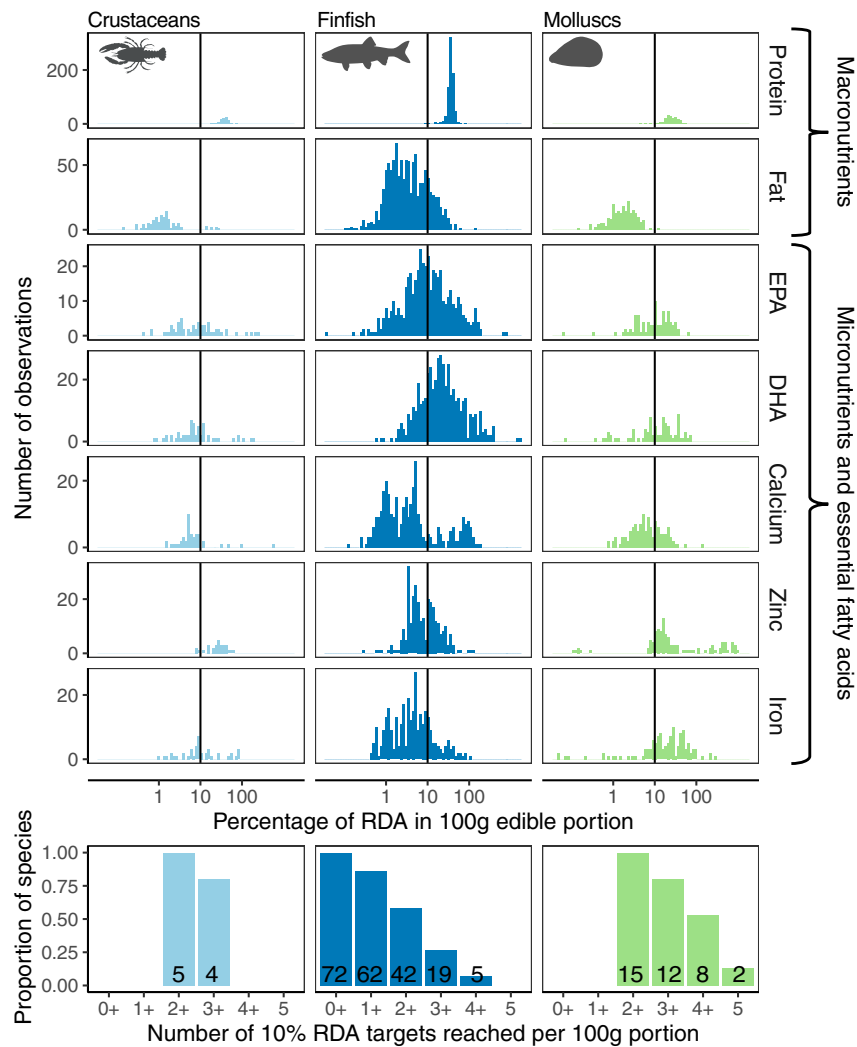 Crustaceans Finfish Molluscs
200
0
Protein
50
0
Fat
20
10
0
EPA
20
0
DHA
20
0
Calcium
20
0
Zinc
20
0
Iron
Number of observations
Macronutrients
Micronutrients and essential fatty acids
1 10 100 1 10 100 1 10 100
Percentage of RDA in 100g edible portion
Proportion of species
1.00
0.75
0.50
0.25
0.00
5 4 72 62 42 19 5 15 12 8 2
0+ 1+ 2+ 3+ 4+ 5 0+ 1+ 2+ 3+ 4+ 5 0+ 1+ 2+ 3+ 4+ 5
Number of 10% RDA targets reached per 100g portion